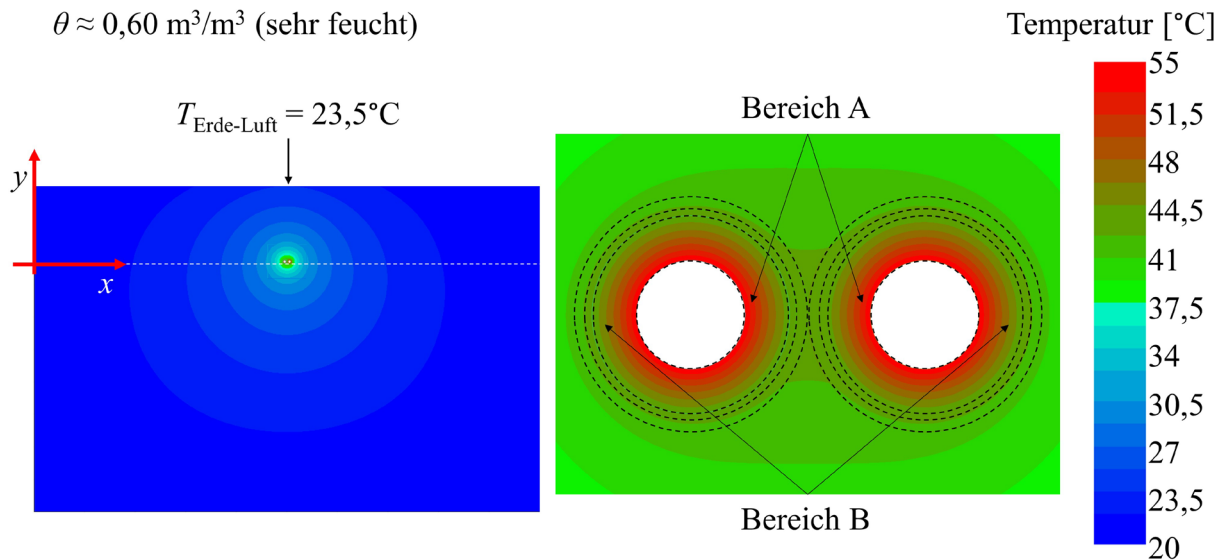 θ ≈ 0,60 m³/m³ (sehr feucht)
Temperatur [°C]
T_Erde-Luft = 23,5°C
Bereich A
y
x
Bereich B
55
51,5
48
44,5
41
37,5
34
30,5
27
23,5
20